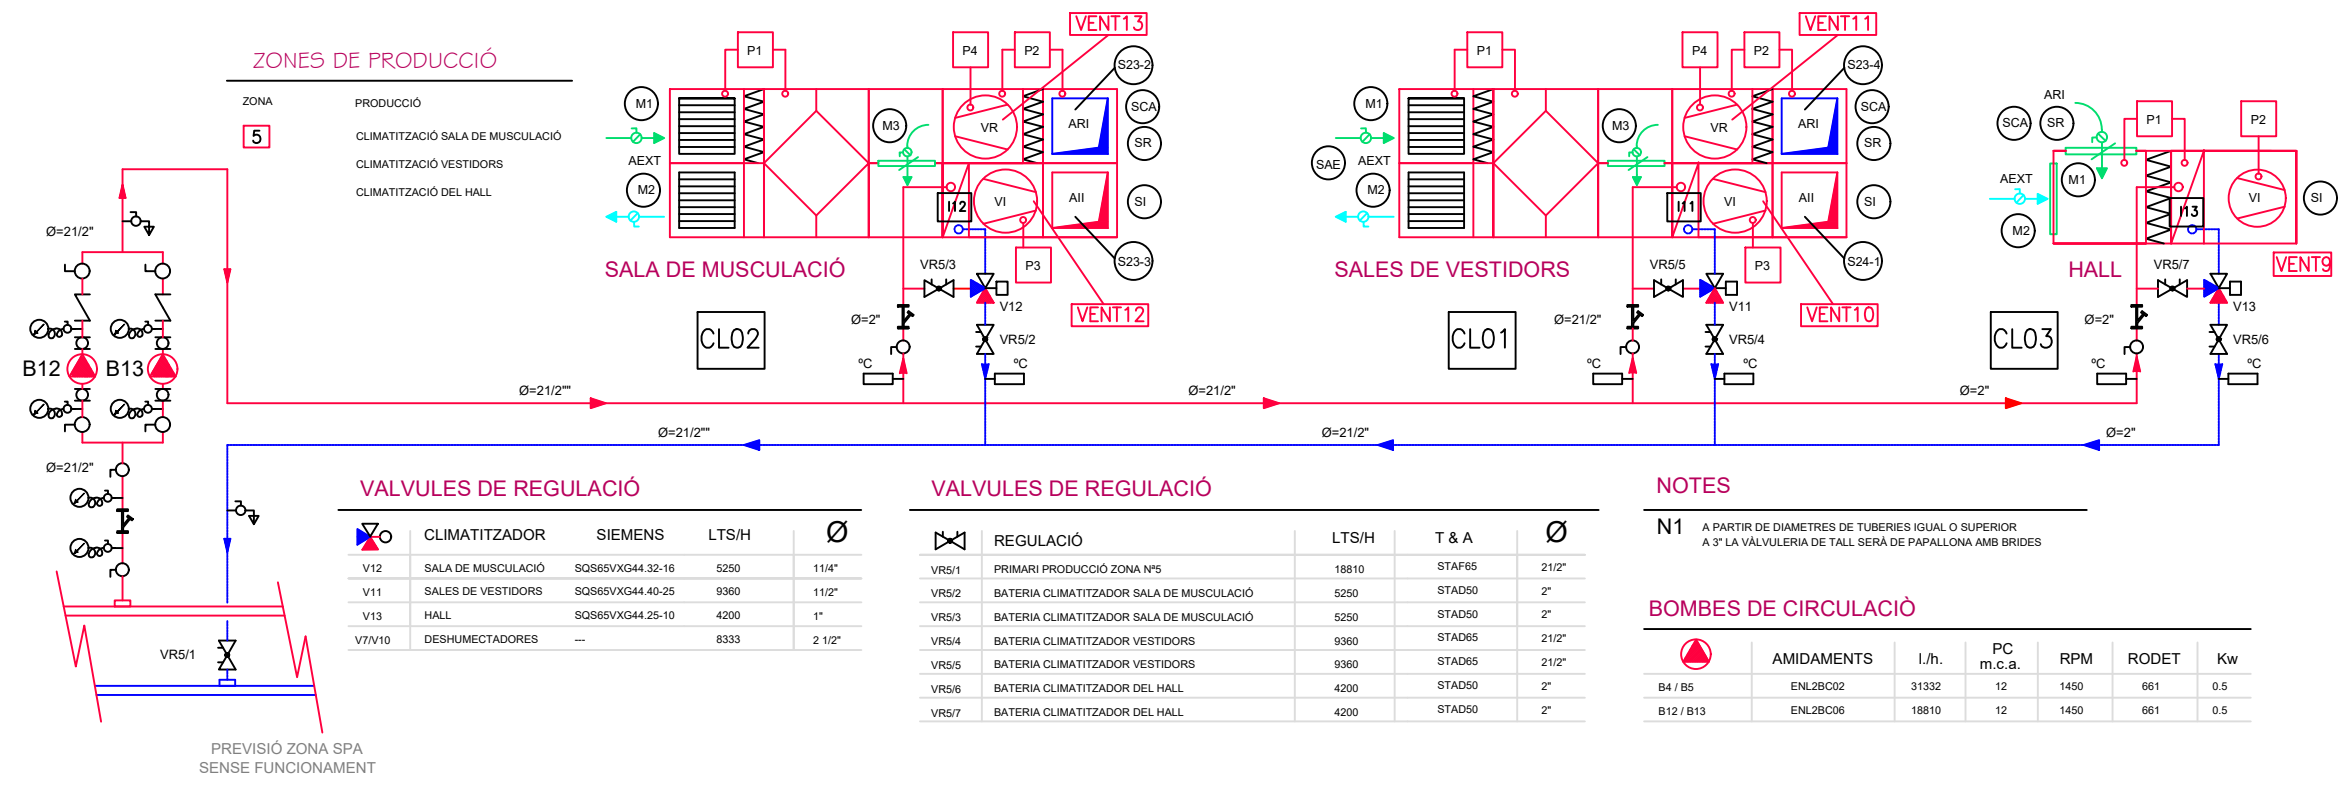 ZONES DE PRODUCCIÓ
ZONA PRODUCCIÓ
5 CLIMATITZACIÓ SALA DE MUSCULACIÓ
CLIMATITZACIÓ VESTIDORS
CLIMATITZACIÓ DEL HALL
Ø=21/2"
B12 B13
Ø=21/2"
VR5/1
PREVISIÓ ZONA SPA
SENSE FUNCIONAMENT
VENT13
P1 P4 P2 S23-2
M1 M3 VR ARI SCA
SR
AEXT
M2 I12 VI AII SI
P3 S23-3
SALA DE MUSCULACIÓ
VENT12
VR5/3 V12
CL02 Ø=2" VR5/2
ºC ºC
Ø=21/2""
Ø=21/2""
VENT11
P1 P4 P2 S23-4
M1 M3 VR ARI SCA
SR
SAE AEXT
M2 I11 VI AII SI
P3 S24-1
SALES DE VESTIDORS
VENT10
VR5/5 V11
CL01 Ø=21/2" VR5/4
ºC ºC
Ø=21/2"
Ø=21/2"
ARI
SCA SR P1 P2
AEXT M1
M2 I13 VI SI
HALL VENT9
VR5/7 V13
CL03 Ø=2" VR5/6
ºC ºC
Ø=2"
Ø=2"
VALVULES DE REGULACIÓ
CLIMATITZADOR SIEMENS LTS/H Ø
V12 SALA DE MUSCULACIÓ SQS65VXG44.32-16 5250 11/4"
V11 SALES DE VESTIDORS SQS65VXG44.40-25 9360 11/2"
V13 HALL SQS65VXG44.25-10 4200 1"
V7/V10 DESHUMECTADORES --- 8333 2 1/2"
VALVULES DE REGULACIÓ
REGULACIÓ LTS/H T & A Ø
VR5/1 PRIMARI PRODUCCIÓ ZONA Nª5 18810 STAF65 21/2"
VR5/2 BATERIA CLIMATITZADOR SALA DE MUSCULACIÓ 5250 STAD50 2"
VR5/3 BATERIA CLIMATITZADOR SALA DE MUSCULACIÓ 5250 STAD50 2"
VR5/4 BATERIA CLIMATITZADOR VESTIDORS 9360 STAD65 21/2"
VR5/5 BATERIA CLIMATITZADOR VESTIDORS 9360 STAD65 21/2"
VR5/6 BATERIA CLIMATITZADOR DEL HALL 4200 STAD50 2"
VR5/7 BATERIA CLIMATITZADOR DEL HALL 4200 STAD50 2"
NOTES
N1 A PARTIR DE DIAMETRES DE TUBERIES IGUAL O SUPERIOR
A 3" LA VÀLVULERIA DE TALL SERÀ DE PAPALLONA AMB BRIDES
BOMBES DE CIRCULACIÒ
AMIDAMENTS l./h. PC m.c.a. RPM RODET Kw
B4 / B5 ENL2BC02 31332 12 1450 661 0.5
B12 / B13 ENL2BC06 18810 12 1450 661 0.5